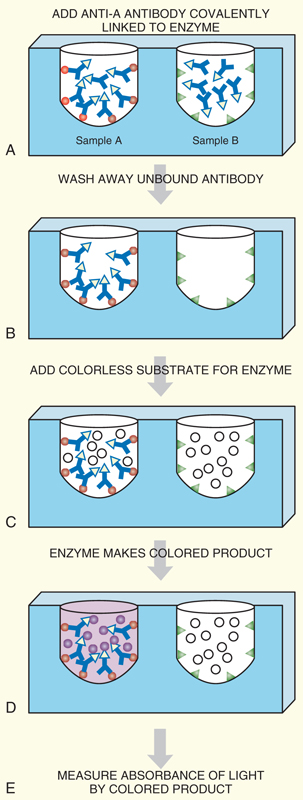 ADD ANTI-A ANTIBODY COVALENTLY
LINKED TO ENZYME
Sample A
Sample B
A
WASH AWAY UNBOUND ANTIBODY
B
ADD COLORLESS SUBSTRATE FOR ENZYME
C
ENZYME MAKES COLORED PRODUCT
D
MEASURE ABSORBANCE OF LIGHT
E
BY COLORED PRODUCT